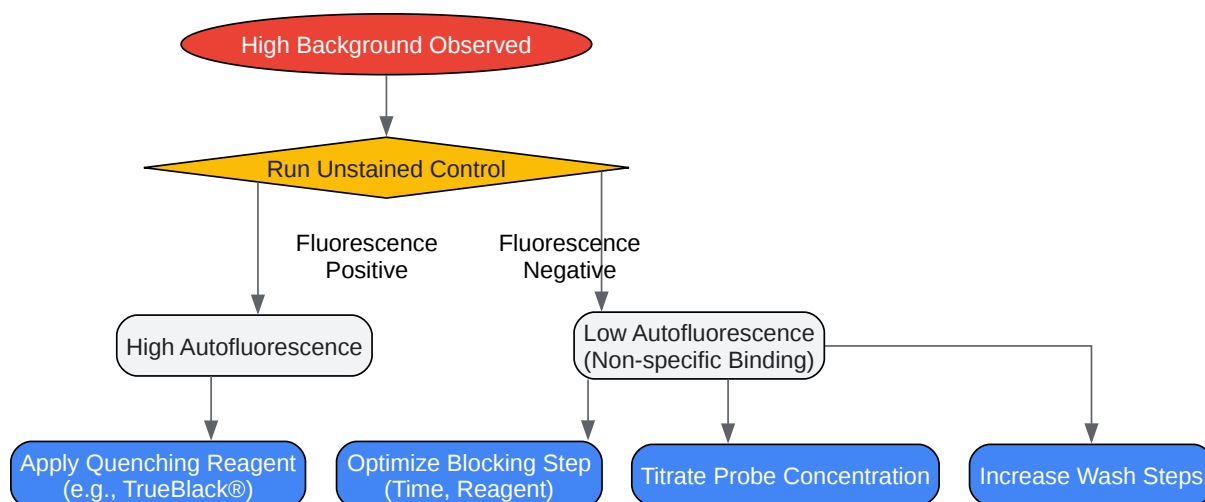 High Background Observed
Run Unstained Control
Fluorescence
Positive
Fluorescence
Negative
High Autofluorescence
Low Autofluorescence
(Non-specific Binding)
Apply Quenching Reagent
(e.g., TrueBlack®)
Optimize Blocking Step
(Time, Reagent)
Titrate Probe Concentration
Increase Wash Steps